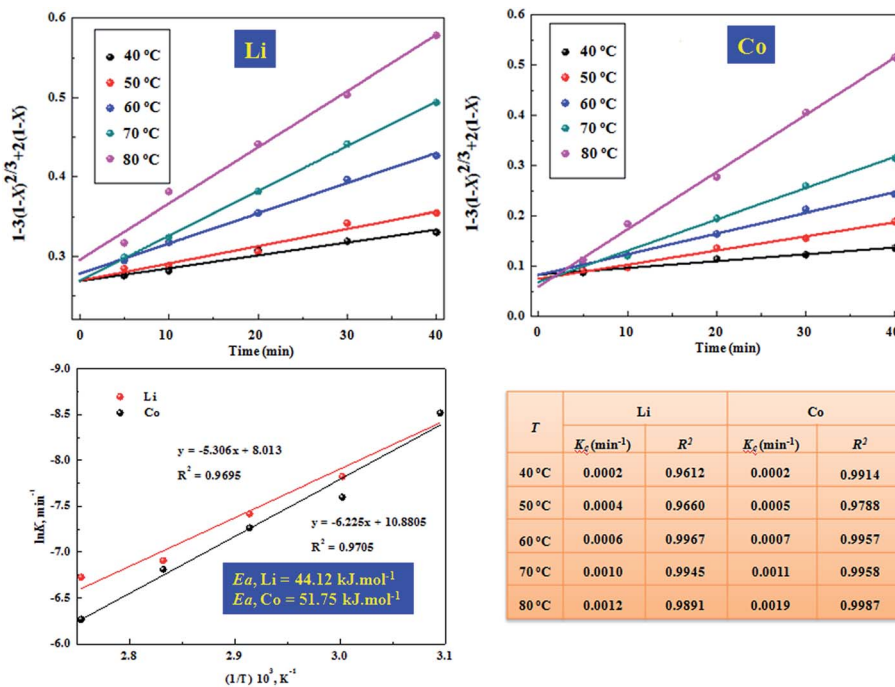 0.6
0.5
0.4
0.3
1-3(1-X)^2/3+2(1-X)
40 ºC
50 ºC
60 ºC
70 ºC
80 ºC
Li
0 10 20 30 40
Time (min)
0.6
0.5
0.4
0.3
0.2
0.1
0.0
1-3(1-X)^2/3+2(1-X)
40 ºC
50 ºC
60 ºC
70 ºC
80 ºC
Co
0 10 20 30 40
Time (min)
-9.0
-8.5
-8.0
-7.5
-7.0
-6.5
-6.0
lnK, min^-1
Li
Co
y = -5.306x + 8.013
R^2 = 0.9695
y = -6.225x + 10.8805
R^2 = 0.9705
Ea, Li = 44.12 kJ.mol^-1
Ea, Co = 51.75 kJ.mol^-1
2.8 2.9 3.0 3.1
(1/T) 10^3, K^-1
T Li Co
K_c (min^-1) R^2 K_c (min^-1) R^2
40 ºC 0.0002 0.9612 0.0002 0.9914
50 ºC 0.0004 0.9660 0.0005 0.9788
60 ºC 0.0006 0.9967 0.0007 0.9957
70 ºC 0.0010 0.9945 0.0011 0.9958
80 ºC 0.0012 0.9891 0.0019 0.9987